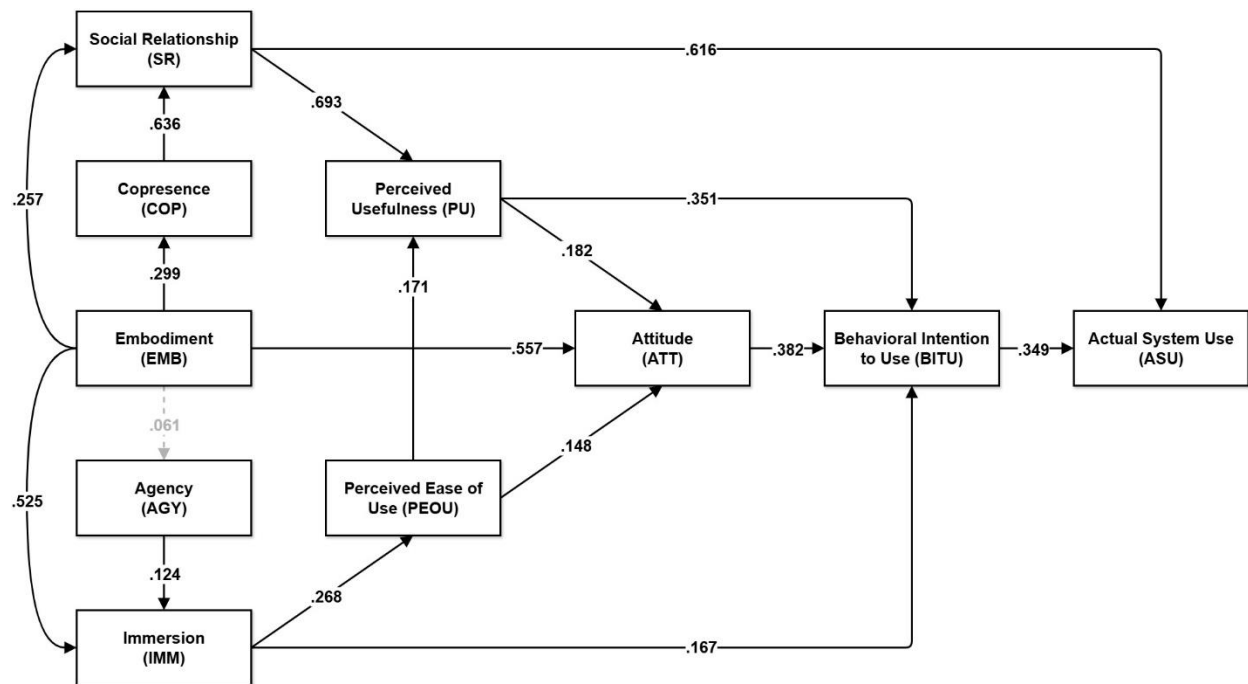 Social Relationship
(SR)
.616
.693
.636
Copresence
(COP)
Perceived
Usefulness (PU)
.257
.351
.182
.299
.171
Embodiment
(EMB)
.557
Attitude
(ATT)
.382
Behavioral Intention
to Use (BITU)
.349
Actual System Use
(ASU)
.061
.148
.525
Agency
(AGY)
Perceived Ease of
Use (PEOU)
.124
.268
Immersion
(IMM)
.167